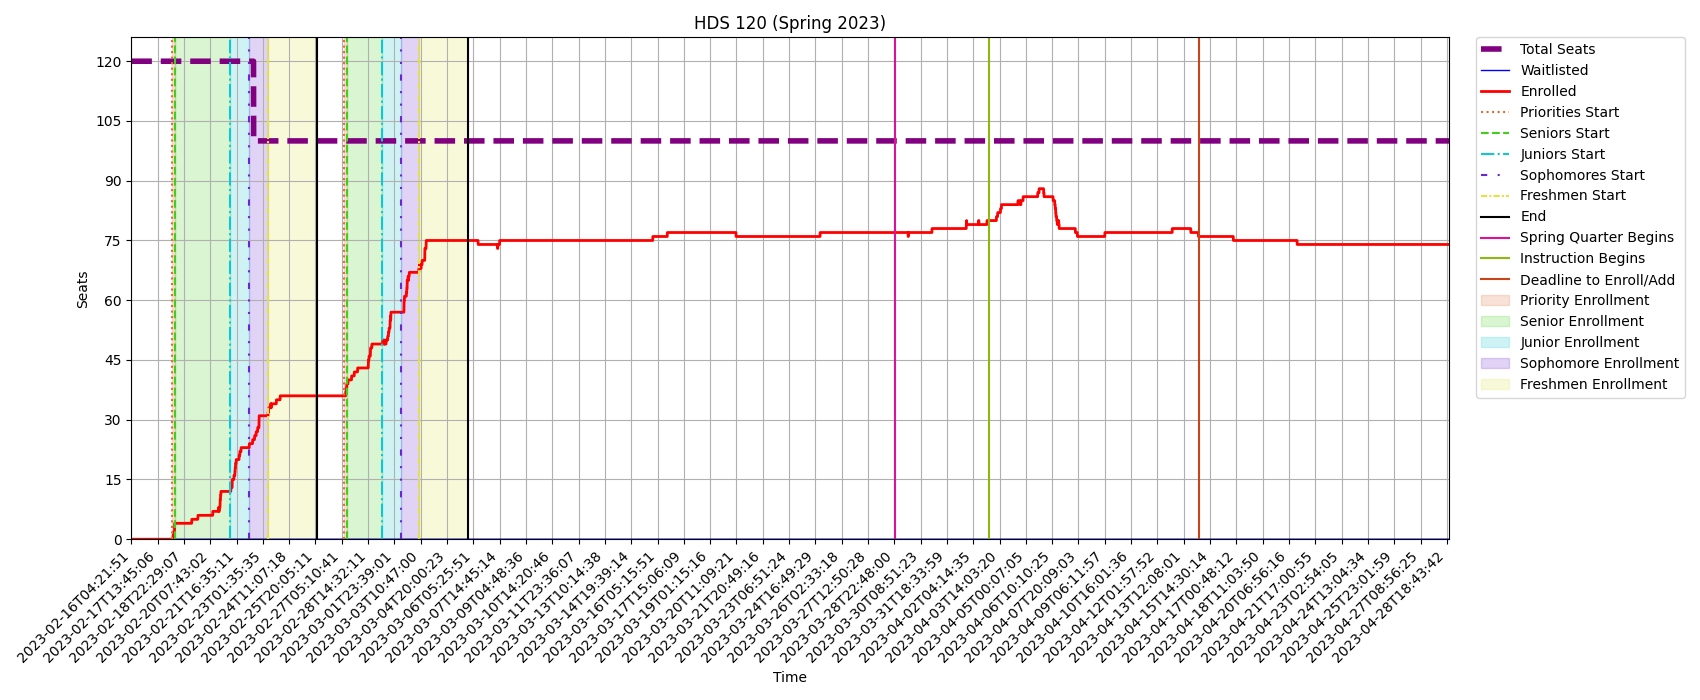 HDS 120 (Spring 2023)
Seats
120
105
90
75
60
45
30
15
0
2023-02-16T04:21:51
2023-02-17T13:45:06
2023-02-18T22:29:07
2023-02-20T07:43:02
2023-02-21T16:35:11
2023-02-23T01:35:35
2023-02-24T11:07:18
2023-02-25T20:05:11
2023-02-27T05:10:41
2023-02-28T14:32:11
2023-03-01T23:39:01
2023-03-03T10:47:00
2023-03-04T20:00:23
2023-03-06T05:25:51
2023-03-07T14:45:14
2023-03-09T04:48:36
2023-03-10T14:20:46
2023-03-11T23:36:07
2023-03-13T10:14:38
2023-03-14T19:39:14
2023-03-16T05:15:51
2023-03-17T15:06:09
2023-03-19T01:15:16
2023-03-20T11:09:21
2023-03-21T20:49:16
2023-03-23T06:51:24
2023-03-24T16:49:29
2023-03-26T02:33:18
2023-03-27T12:50:28
2023-03-28T22:48:00
2023-03-30T08:51:23
2023-03-31T18:33:59
2023-04-02T04:14:35
2023-04-03T14:03:20
2023-04-05T00:07:05
2023-04-06T10:10:25
2023-04-07T20:09:03
2023-04-09T06:11:57
2023-04-10T16:01:36
2023-04-12T01:57:52
2023-04-13T12:08:01
2023-04-15T14:30:14
2023-04-17T00:48:12
2023-04-18T11:03:50
2023-04-20T06:56:16
2023-04-21T17:00:55
2023-04-23T02:54:05
2023-04-24T13:04:34
2023-04-25T23:01:59
2023-04-27T08:56:25
2023-04-28T18:43:42
Time
Total Seats
Waitlisted
Enrolled
Priorities Start
Seniors Start
Juniors Start
Sophomores Start
Freshmen Start
End
Spring Quarter Begins
Instruction Begins
Deadline to Enroll/Add
Priority Enrollment
Senior Enrollment
Junior Enrollment
Sophomore Enrollment
Freshmen Enrollment